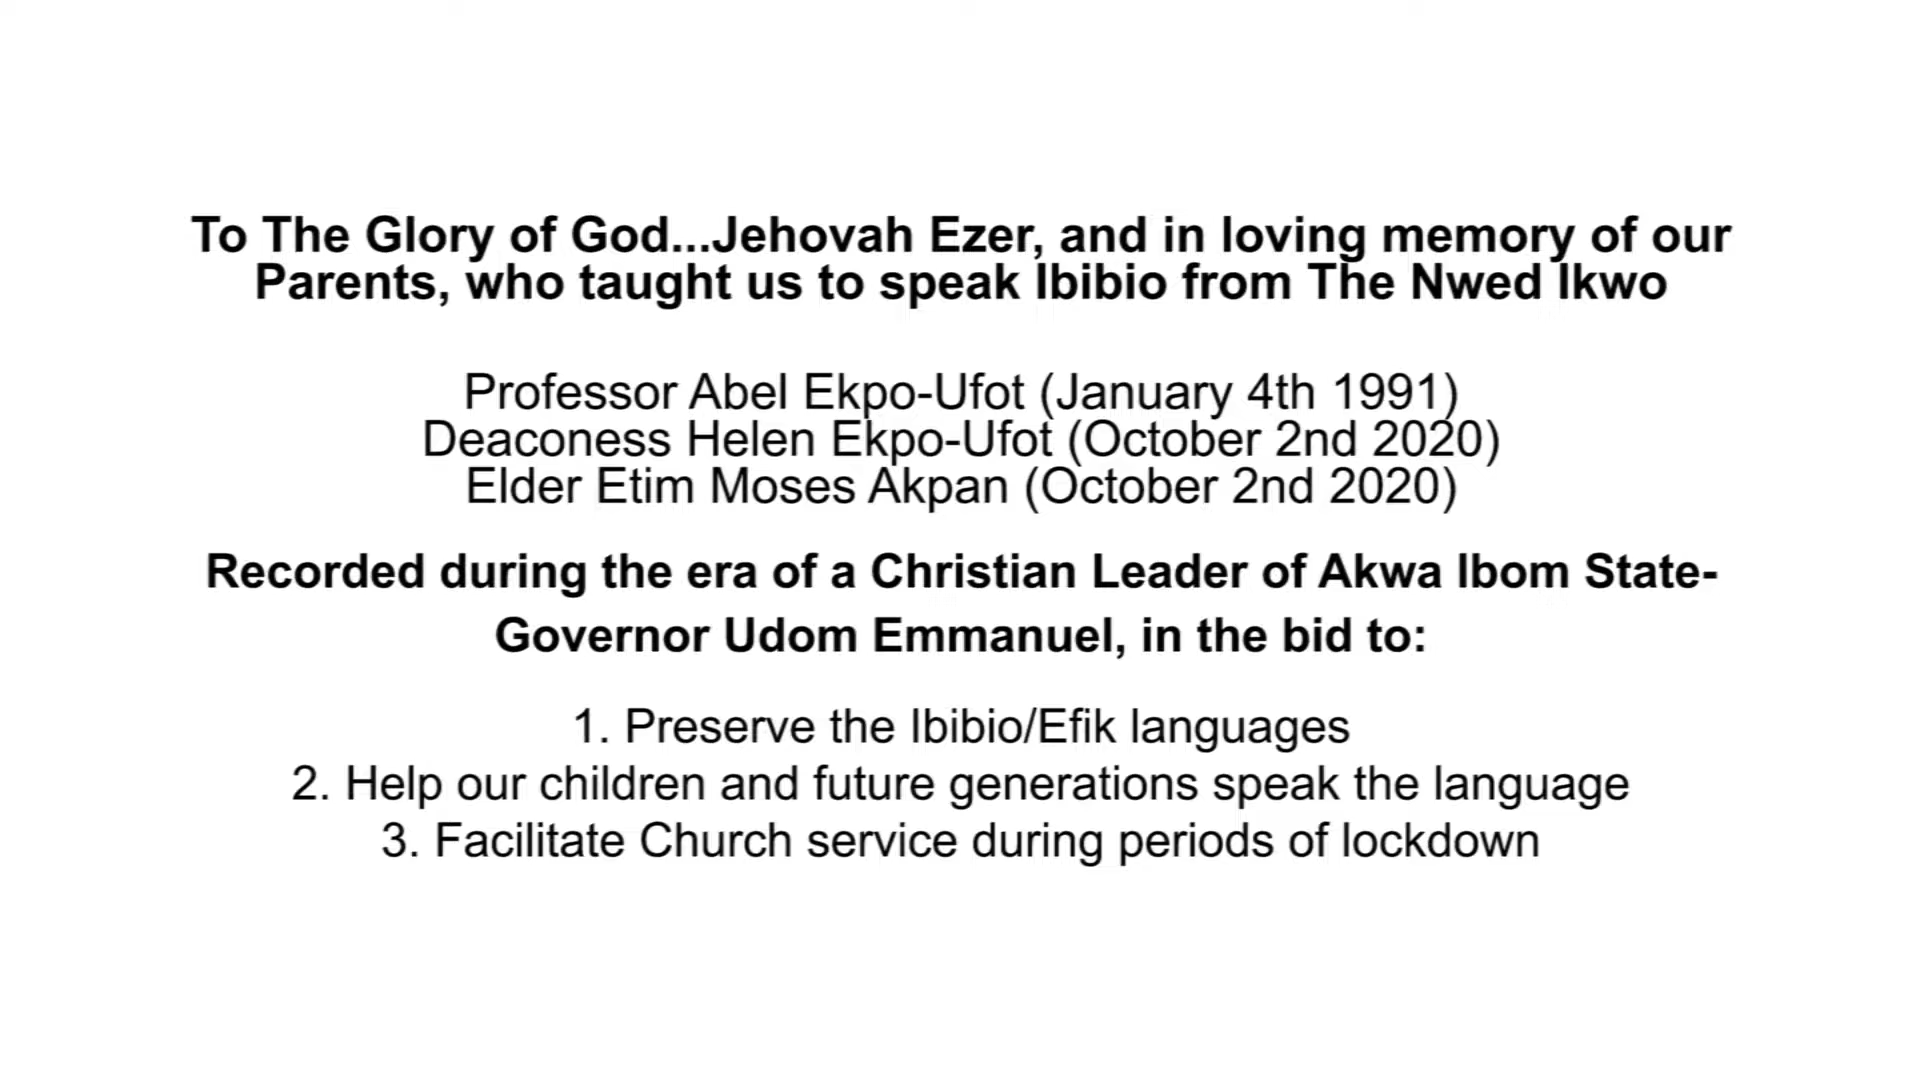 To The Glory of God...Jehovah Ezer, and in loving memory of our
Parents, who taught us to speak Ibibio from The Nwed Ikwo
Professor Abel Ekpo-Ufot (January 4th 1991)
Deaconess Helen Ekpo-Ufot (October 2nd 2020)
Elder Etim Moses Akpan (October 2nd 2020)
Recorded during the era of a Christian Leader of Akwa Ibom State-
Governor Udom Emmanuel, in the bid to:
1. Preserve the Ibibio/Efik languages
2. Help our children and future generations speak the language
3. Facilitate Church service during periods of lockdown